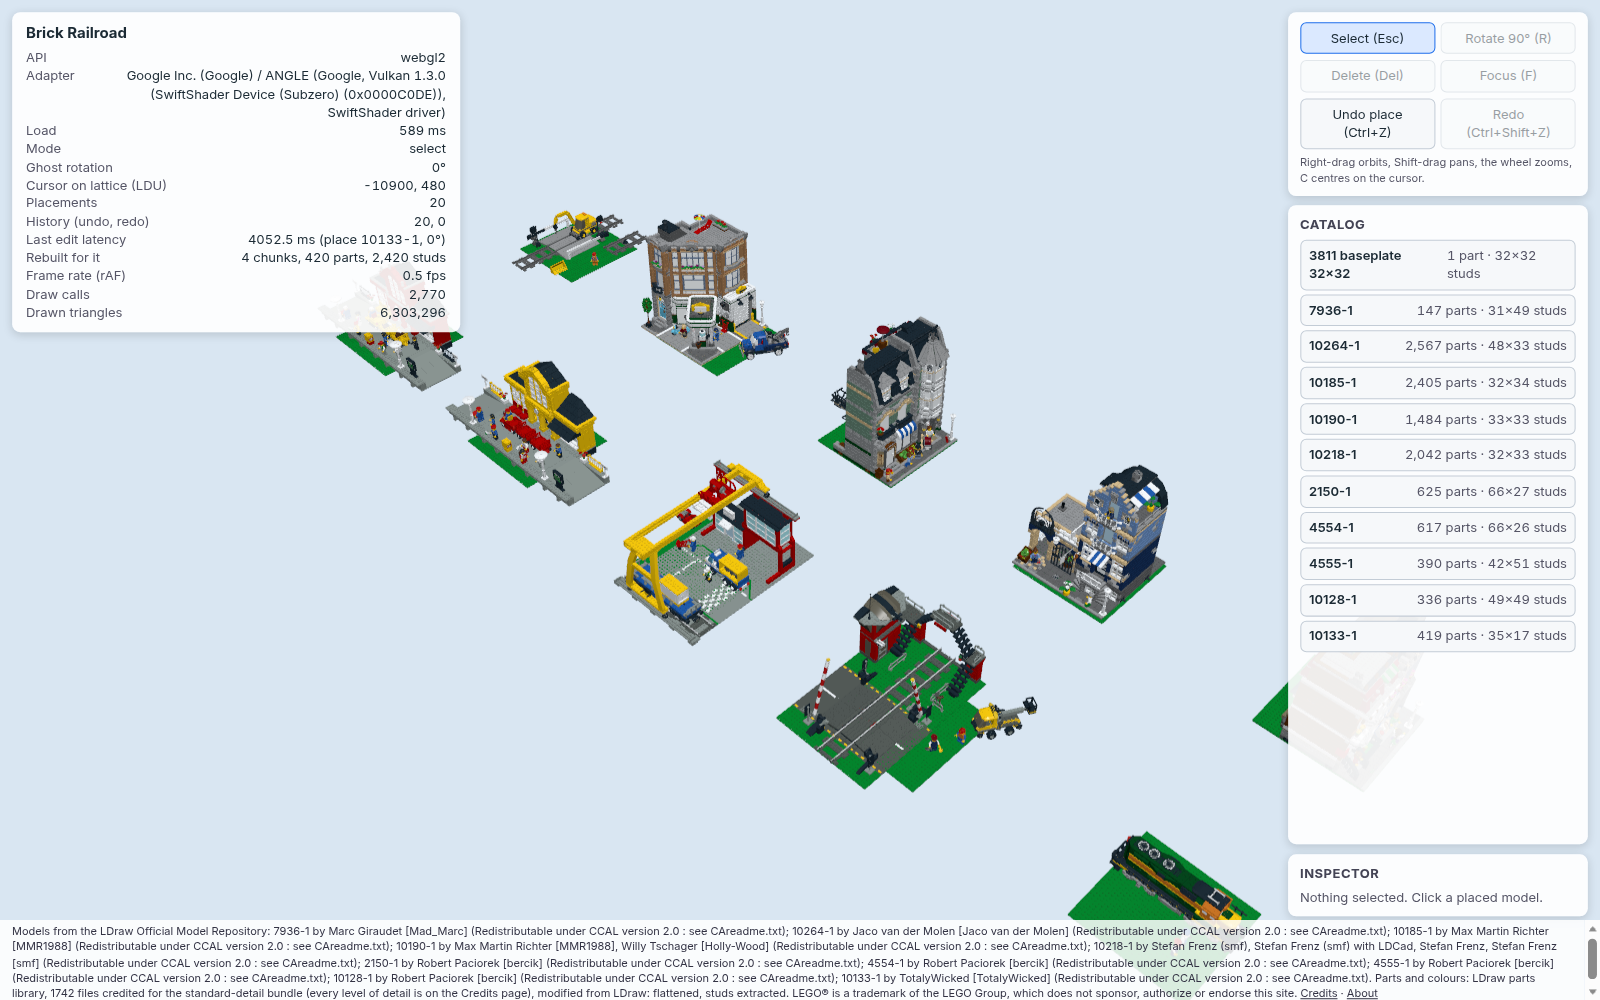 Brick Railroad
API webgl2
Adapter Google Inc. (Google) / ANGLE (Google, Vulkan 1.3.0
(SwiftShader Device (Subzero) (0x0000C0DE)),
SwiftShader driver)
Load 589 ms
Mode select
Ghost rotation 0°
Cursor on lattice (LDU) -10900, 480
Placements 20
History (undo, redo) 20, 0
Last edit latency 4052.5 ms (place 10133-1, 0°)
Rebuilt for it 4 chunks, 420 parts, 2,420 studs
Frame rate (rAF) 0.5 fps
Draw calls 2,770
Drawn triangles 6,303,296
Select (Esc) Rotate 90° (R)
Delete (Del) Focus (F)
Undo place Redo
(Ctrl+Z) (Ctrl+Shift+Z)
Right-drag orbits, Shift-drag pans, the wheel zooms,
C centres on the cursor.
CATALOG
3811 baseplate 1 part · 32×32
32×32 studs
7936-1 147 parts · 31×49 studs
10264-1 2,567 parts · 48×33 studs
10185-1 2,405 parts · 32×34 studs
10190-1 1,484 parts · 33×33 studs
10218-1 2,042 parts · 32×33 studs
2150-1 625 parts · 66×27 studs
4554-1 617 parts · 66×26 studs
4555-1 390 parts · 42×51 studs
10128-1 336 parts · 49×49 studs
10133-1 419 parts · 35×17 studs
INSPECTOR
Nothing selected. Click a placed model.
Models from the LDraw Official Model Repository: 7936-1 by Marc Giraudet [Mad_Marc] (Redistributable under CCAL version 2.0 : see CAreadme.txt); 10264-1 by Jaco van der Molen [Jaco van der Molen] (Redistributable under CCAL version 2.0 : see CAreadme.txt); 10185-1 by Max Martin Richter
[MMR1988] (Redistributable under CCAL version 2.0 : see CAreadme.txt); 10190-1 by Max Martin Richter [MMR1988], Willy Tschager [Holly-Wood] (Redistributable under CCAL version 2.0 : see CAreadme.txt); 10218-1 by Stefan Frenz (smf), Stefan Frenz (smf) with LDCad, Stefan Frenz, Stefan Frenz
[smf] (Redistributable under CCAL version 2.0 : see CAreadme.txt); 2150-1 by Robert Paciorek [bercik] (Redistributable under CCAL version 2.0 : see CAreadme.txt); 4554-1 by Robert Paciorek [bercik] (Redistributable under CCAL version 2.0 : see CAreadme.txt); 4555-1 by Robert Paciorek [bercik]
(Redistributable under CCAL version 2.0 : see CAreadme.txt); 10128-1 by Robert Paciorek [bercik] (Redistributable under CCAL version 2.0 : see CAreadme.txt); 10133-1 by TotalyWicked [TotalyWicked] (Redistributable under CCAL version 2.0 : see CAreadme.txt). Parts and colours: LDraw parts
library, 1742 files credited for the standard-detail bundle (every level of detail is on the Credits page), modified from LDraw: flattened, studs extracted. LEGO® is a trademark of the LEGO Group, which does not sponsor, authorize or endorse this site. Credits · About